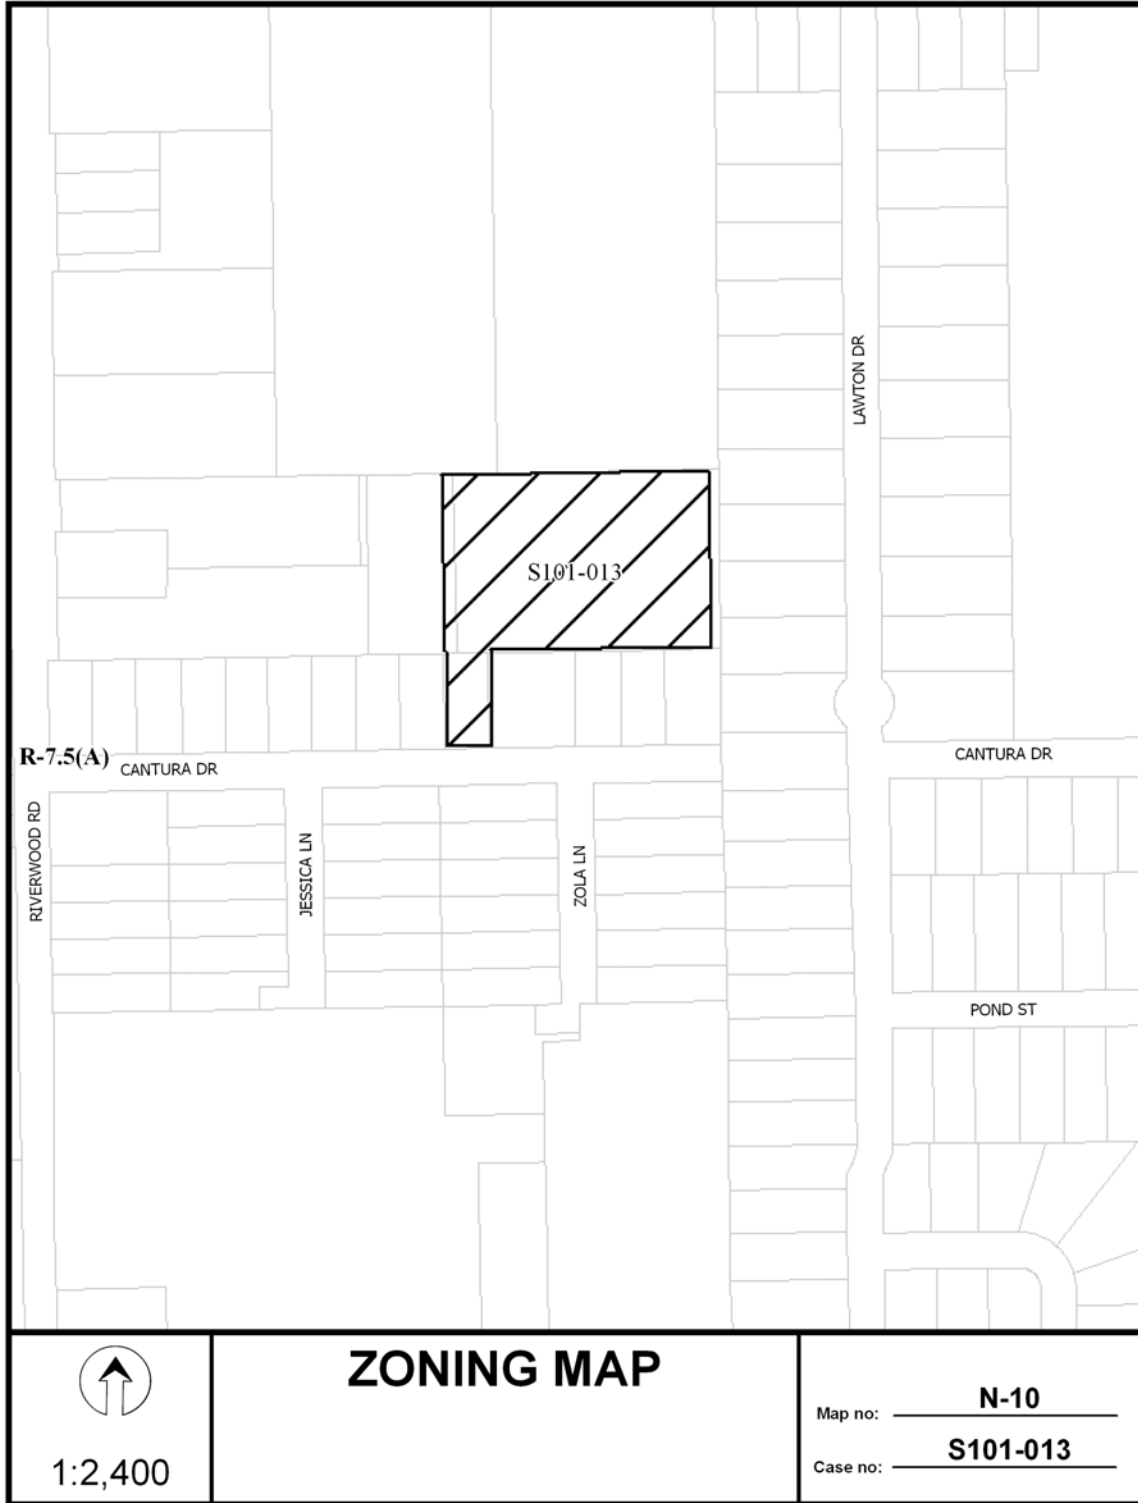 LAWTON DR
S101-013
R-7.5(A)
CANTURA DR
CANTURA DR
RIVERWOOD RD
JESSICA LN
ZOLA LN
POND ST
1:2,400
ZONING MAP
Map no: N-10
Case no: S101-013